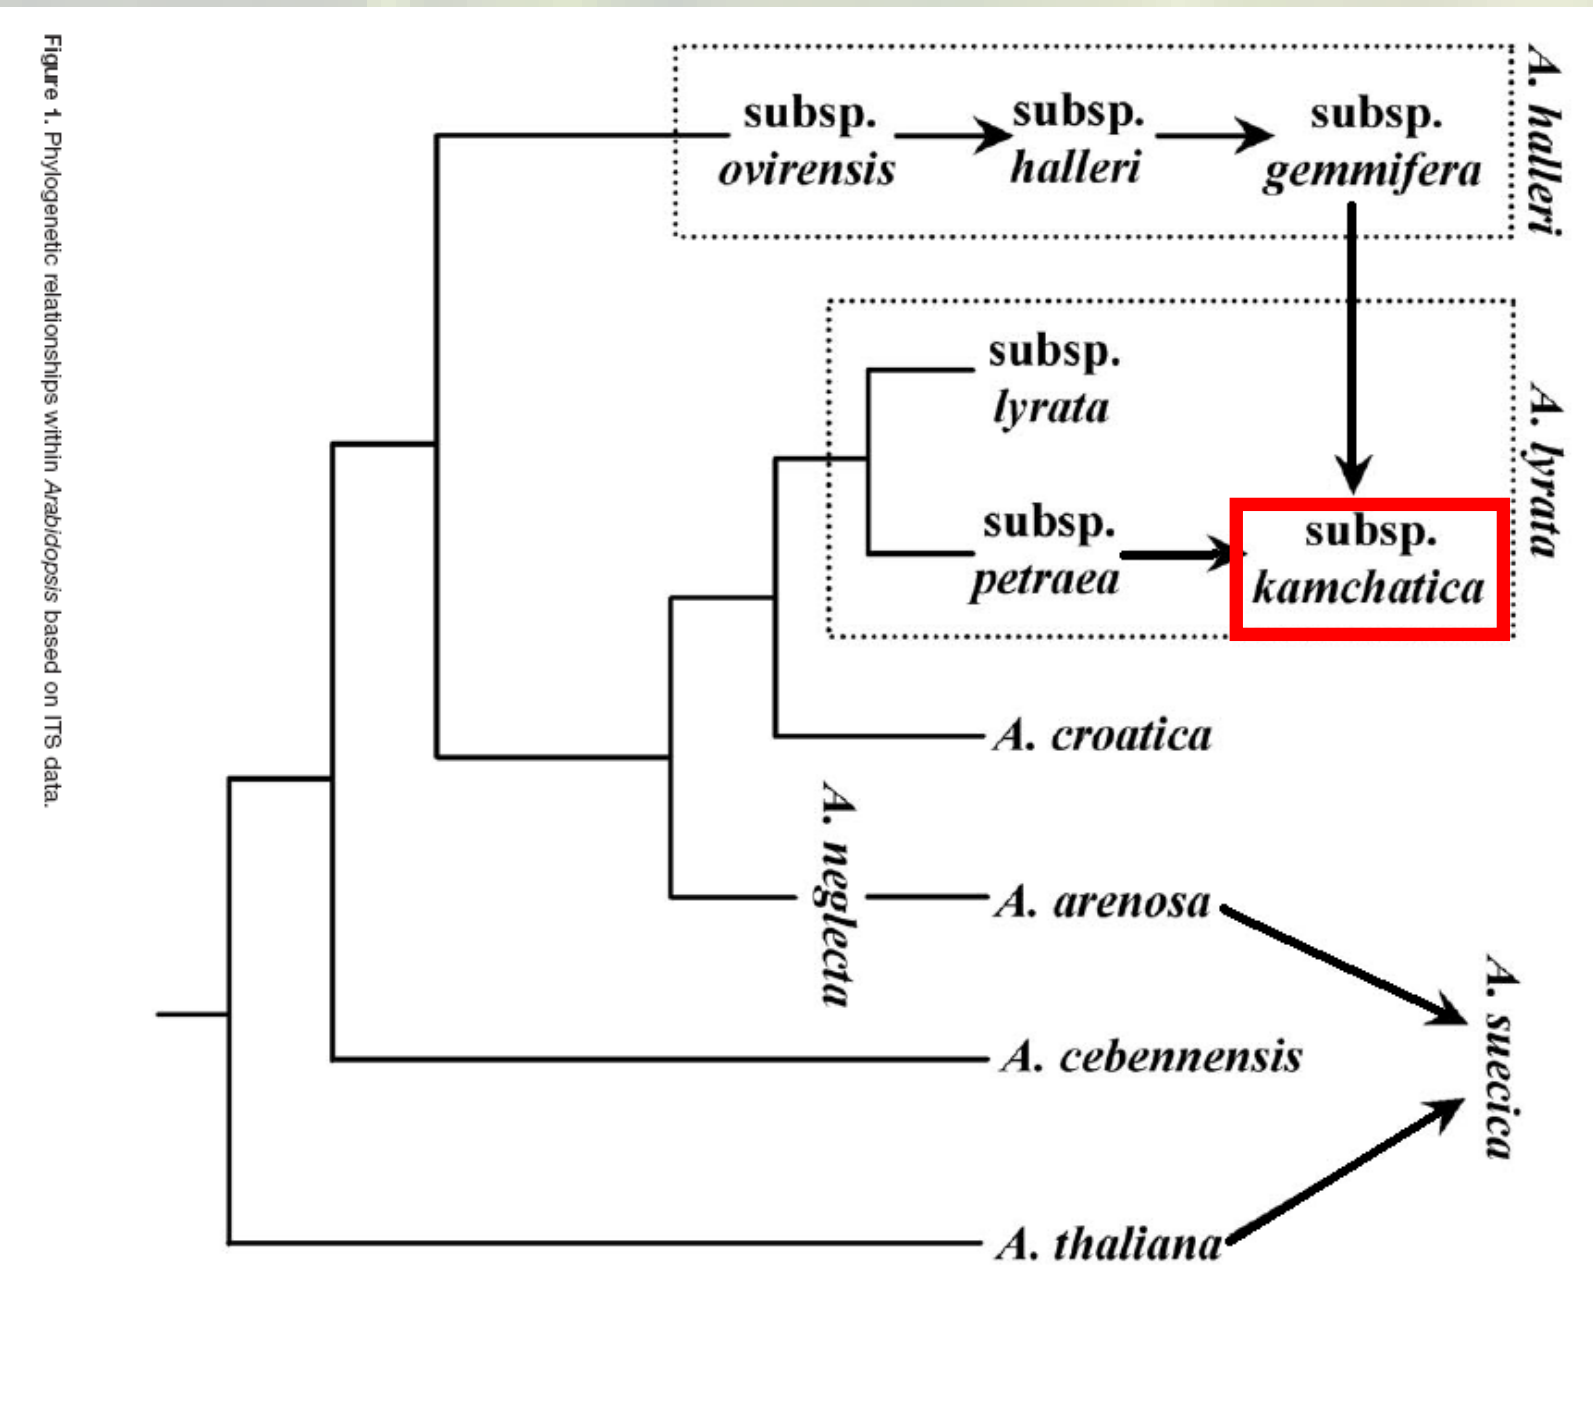 Figure 1. Phylogenetic relationships within Arabidopsis based on ITS data.
A. halleri
subsp.
ovirensis
subsp.
halleri
subsp.
gemmifera
A. lyrata
subsp.
lyrata
subsp.
petraea
subsp.
kamchatica
A. croatica
A. neglecta
A. arenosa
A. suecica
A. cebennensis
A. thaliana